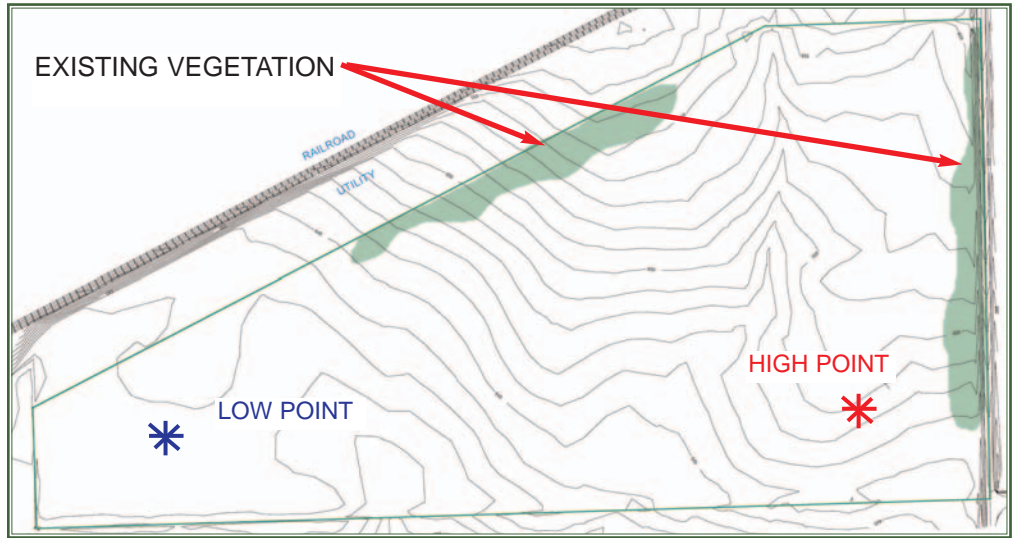 EXISTING VEGETATION
RAILROAD
UTILITY
HIGH POINT
LOW POINT